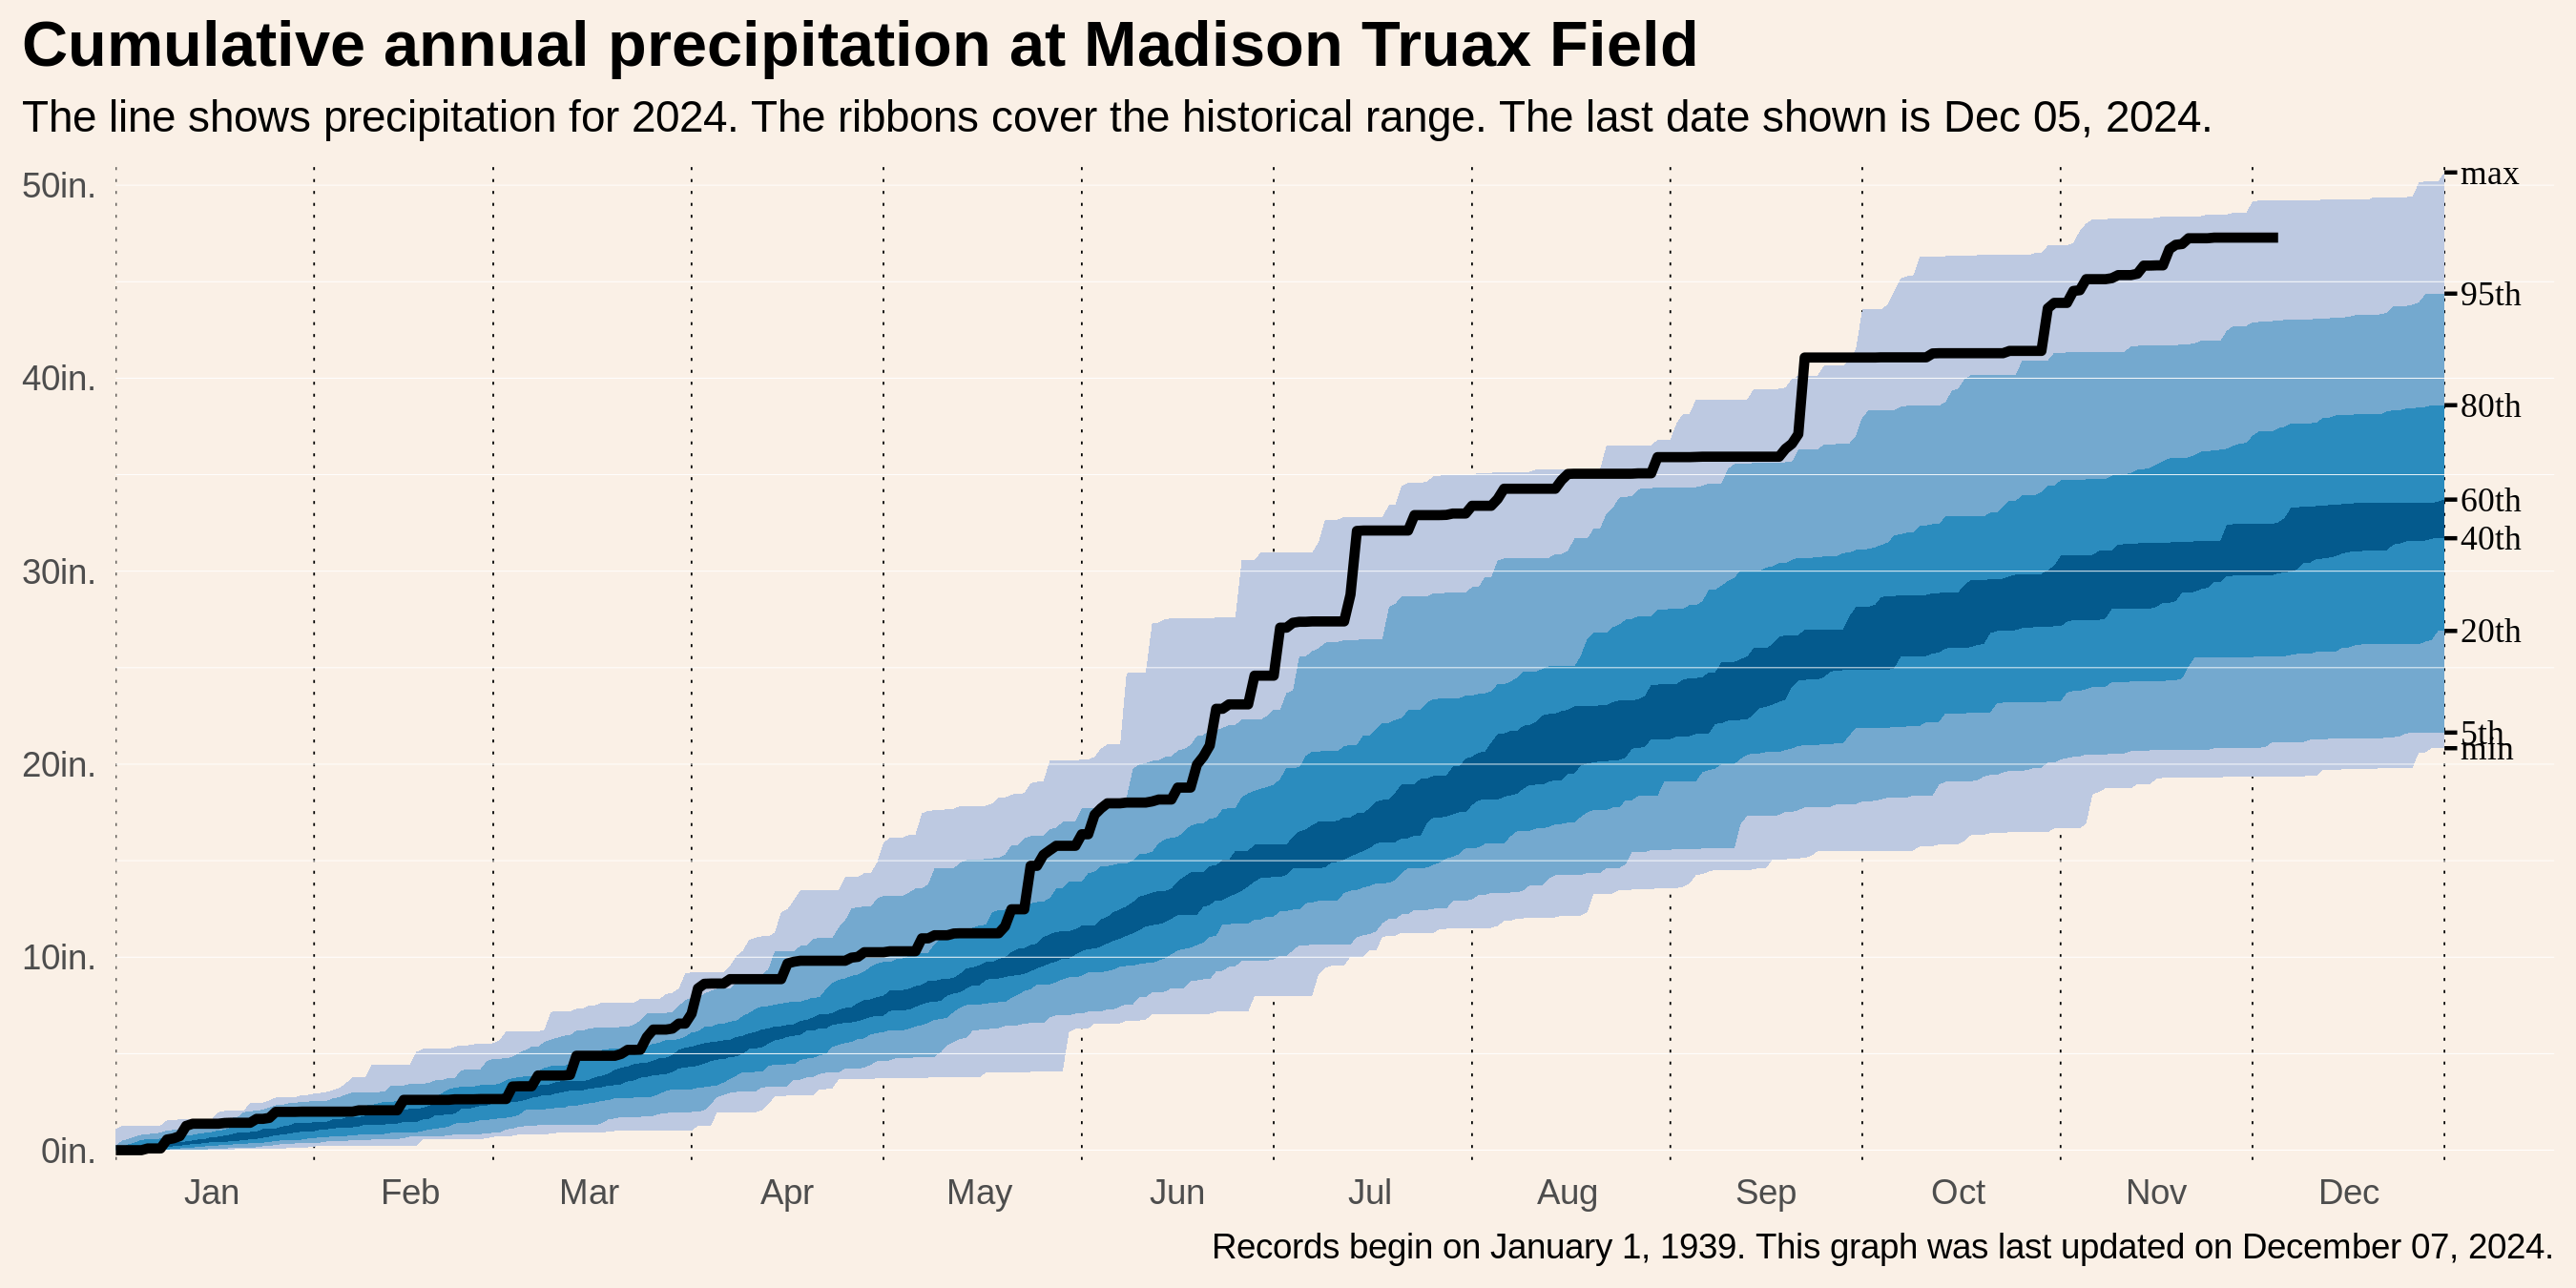 Cumulative annual precipitation at Madison Truax Field
The line shows precipitation for 2024. The ribbons cover the historical range. The last date shown is Dec 05, 2024.
50in.
40in.
30in.
20in.
10in.
0in.
max
95th
80th
60th
40th
20th
5th
min
Jan Feb Mar Apr May Jun Jul Aug Sep Oct Nov Dec
Records begin on January 1, 1939. This graph was last updated on December 07, 2024.